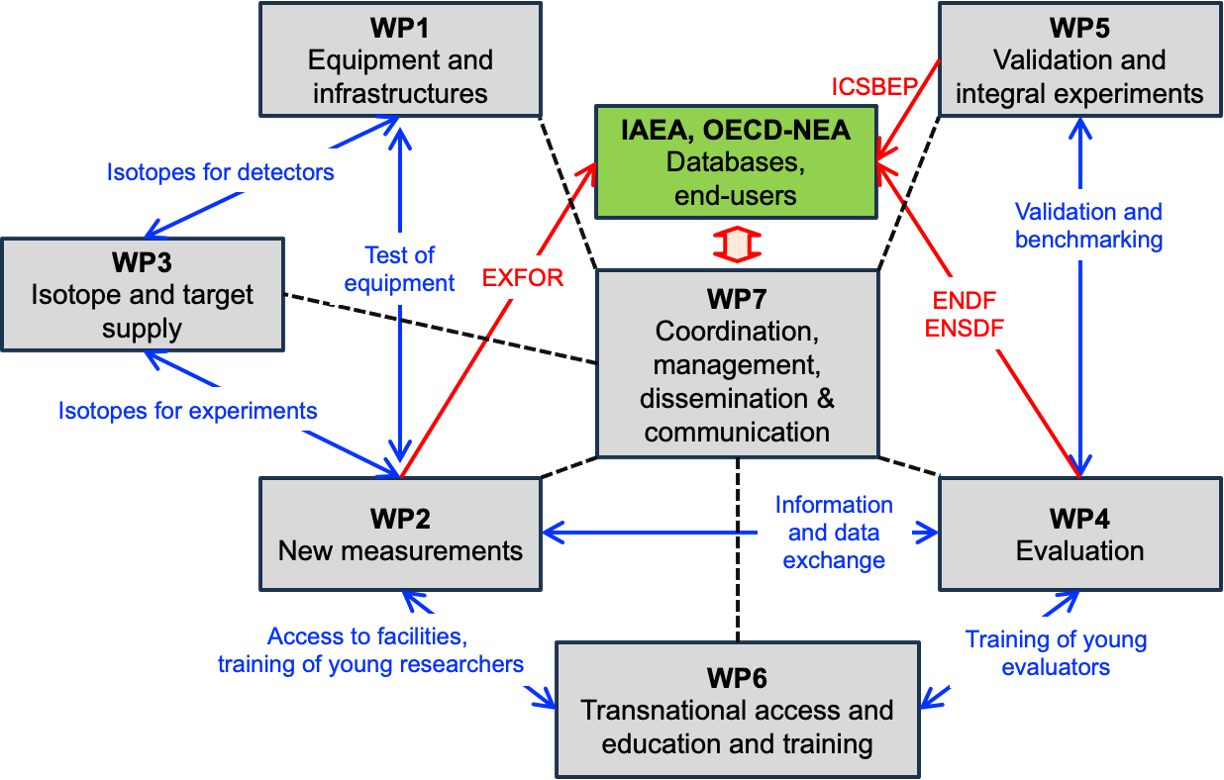 WP1
Equipment and
infrastructures
WP5
Validation and
integral experiments
ICSBEP
IAEA, OECD-NEA
Databases,
end-users
Isotopes for detectors
Validation and
benchmarking
Test of
equipment
WP3
Isotope and target
supply
EXFOR
ENDF
ENSDF
WP7
Coordination,
management,
dissemination &
communication
Isotopes for experiments
WP2
New measurements
Information
and data
exchange
WP4
Evaluation
Access to facilities,
training of young researchers
Training of young
evaluators
WP6
Transnational access and
education and training